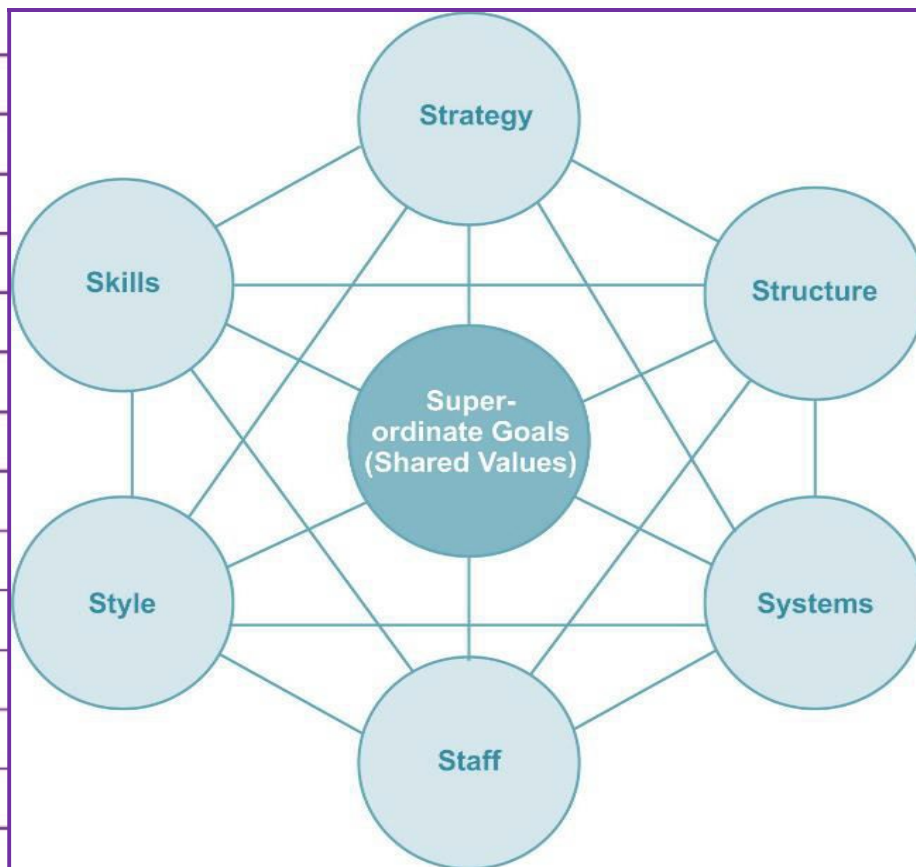 Strategy
Skills
Structure
Super-
ordinate Goals
(Shared Values)
Style
Systems
Staff